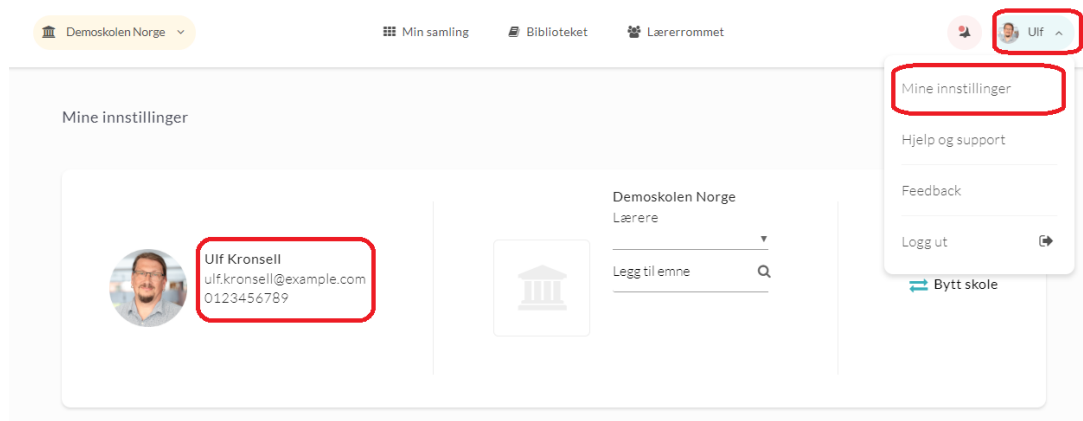 Demoskolen Norge
Min samling
Biblioteket
Lærerrommet
Ulf
Mine innstillinger
Hjelp og support
Feedback
Logg ut
Mine innstillinger
Ulf Kronsell
ulf.kronsell@example.com
0123456789
Demoskolen Norge
Lærere
Legg til emne
Bytt skole